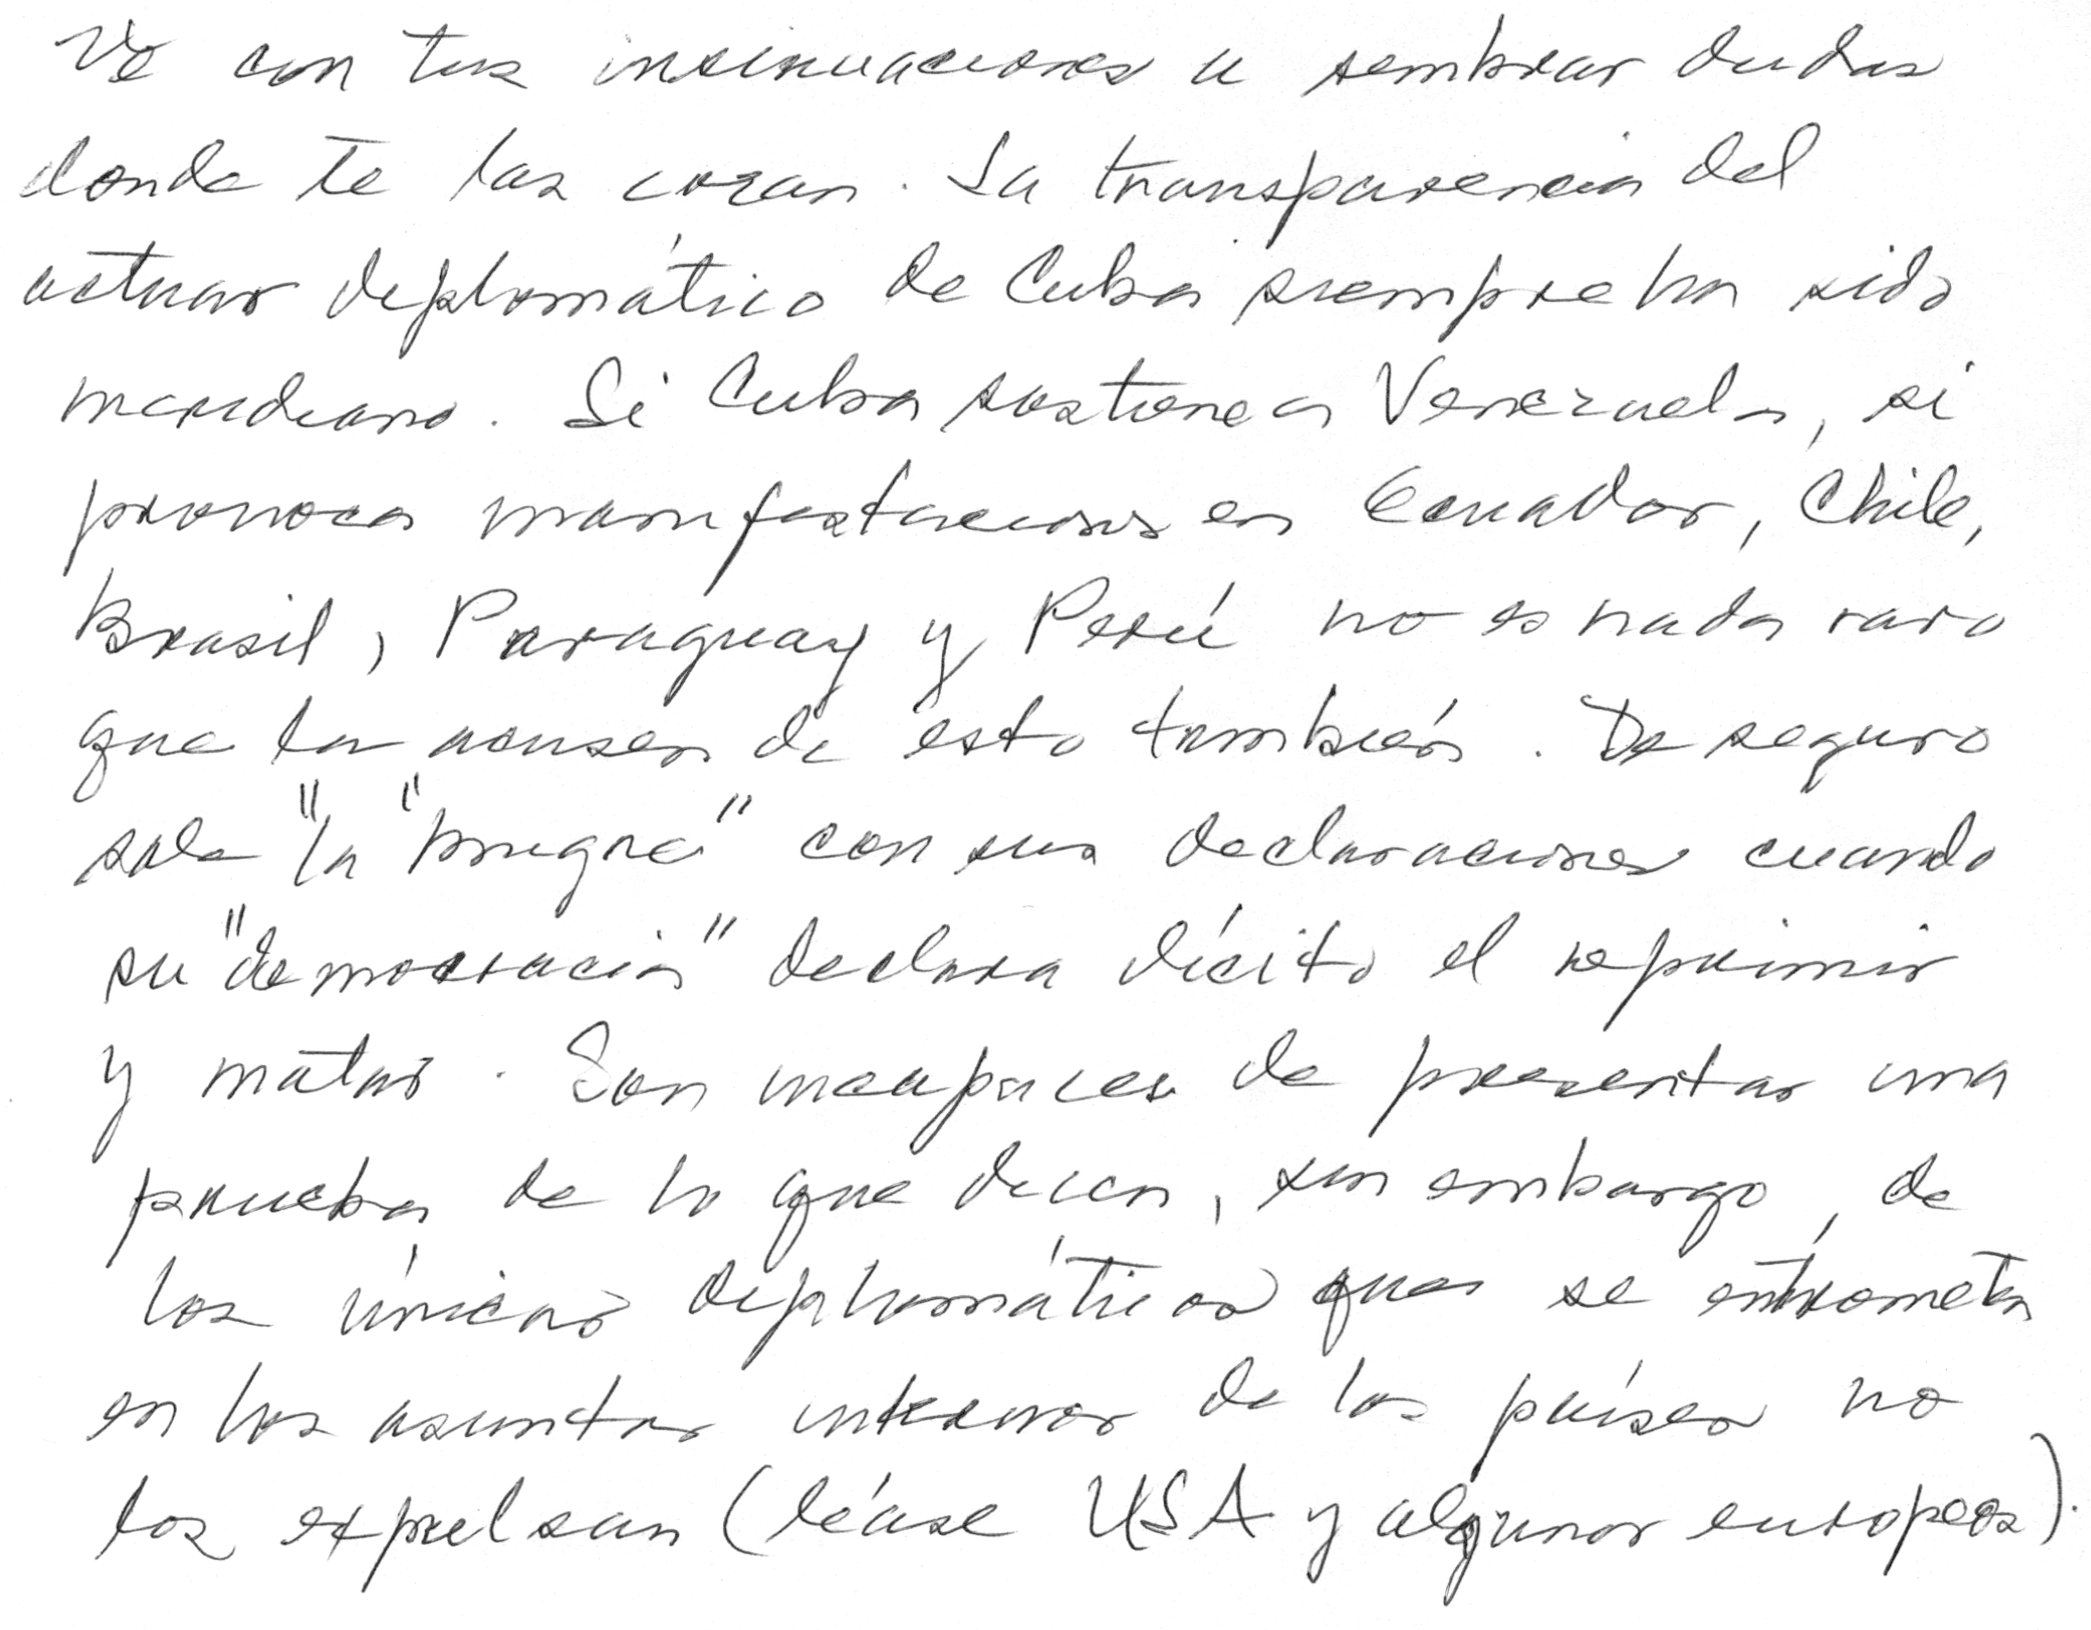 Ve con tus insinuaciones a sembrar dudas
donde te las cozan. La transparencia del
actuar diplomático de Cuba siempre ha sido
meridiano. Si Cuba sostiene a Venezuela, si
provoca manifestaciones en Ecuador, Chile,
Brasil, Paraguay y Perú no es nada raro
que la acusen de esto también. De seguro
sale "la" con sus declaraciones cuando
su "democracia" declara lícito el reprimir
y matar. Son incapaces de presentar una
prueba de lo que dicen, sin embargo, de
los únicos diplomáticos que se entrometen
en los asuntos internos de los países no
los expulsan (léase USA y algunos europeos).